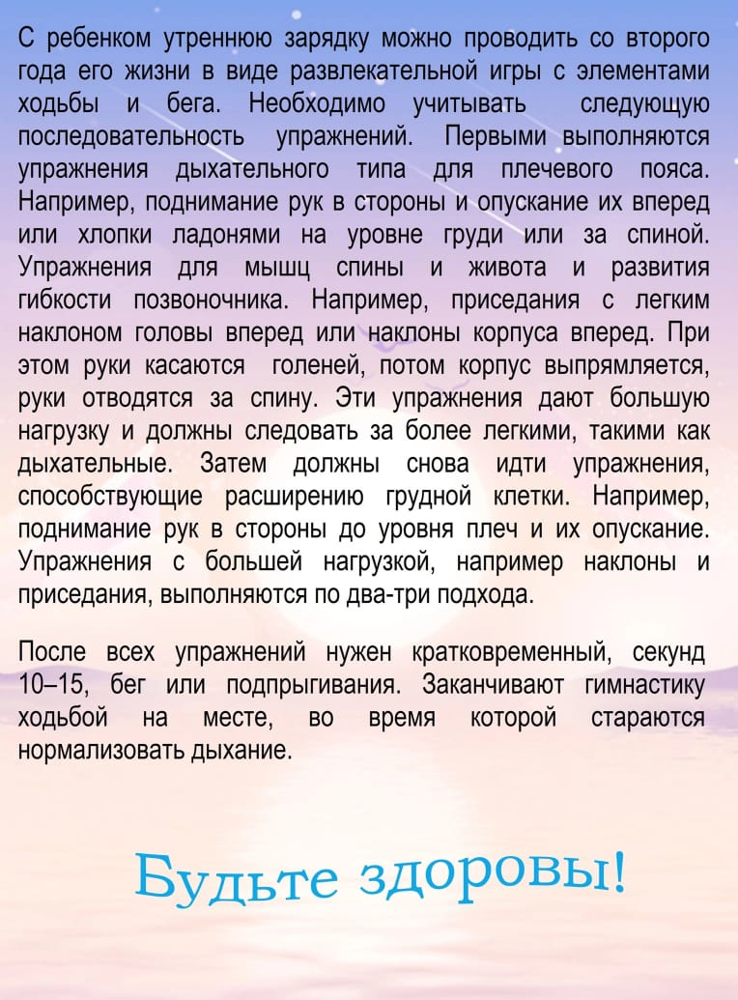 С ребенком утреннюю зарядку можно проводить со второго
года его жизни в виде развлекательной игры с элементами
ходьбы и бега. Необходимо учитывать следующую
последовательность упражнений. Первыми выполняются
упражнения дыхательного типа для плечевого пояса.
Например, поднимание рук в стороны и опускание их вперед
или хлопки ладонями на уровне груди или за спиной.
Упражнения для мышц спины и живота и развития
гибкости позвоночника. Например, приседания с легким
наклоном головы вперед или наклоны корпуса вперед. При
этом руки касаются голеней, потом корпус выпрямляется,
руки отводятся за спину. Эти упражнения дают большую
нагрузку и должны следовать за более легкими, такими как
дыхательные. Затем должны снова идти упражнения,
способствующие расширению грудной клетки. Например,
поднимание рук в стороны до уровня плеч и их опускание.
Упражнения с большей нагрузкой, например наклоны и
приседания, выполняются по два-три подхода.
После всех упражнений нужен кратковременный, секунд
10–15, бег или подпрыгивания. Заканчивают гимнастику
ходьбой на месте, во время которой стараются
нормализовать дыхание.
Будьте здоровы!